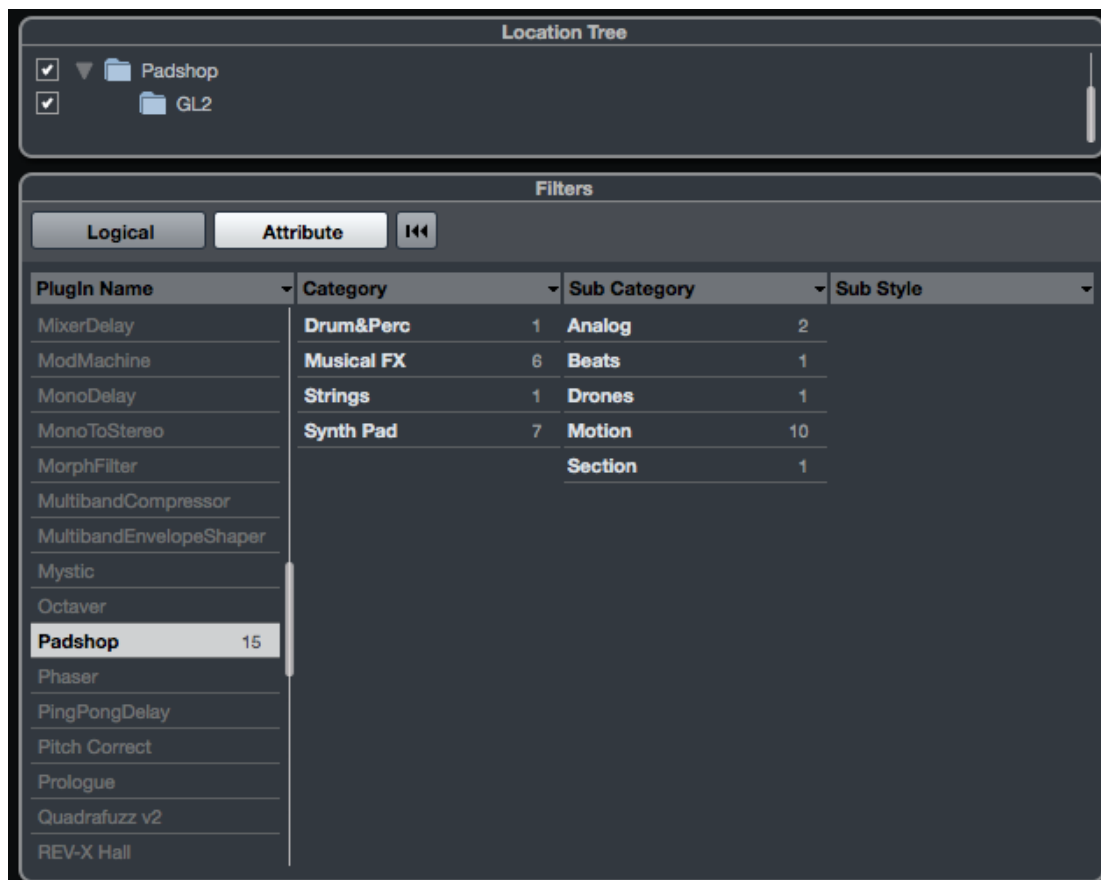 Location Tree
Padshop
GL2
Filters
Logical Attribute
PlugIn Name Category Sub Category Sub Style
MixerDelay Drum&Perc 1 Analog 2
ModMachine Musical FX 6 Beats 1
MonoDelay Strings 1 Drones 1
MonoToStereo Synth Pad 7 Motion 10
MorphFilter Section 1
MultibandCompressor
MultibandEnvelopeShaper
Mystic
Octaver
Padshop 15
Phaser
PingPongDelay
Pitch Correct
Prologue
Quadrafuzz v2
REV-X Hall